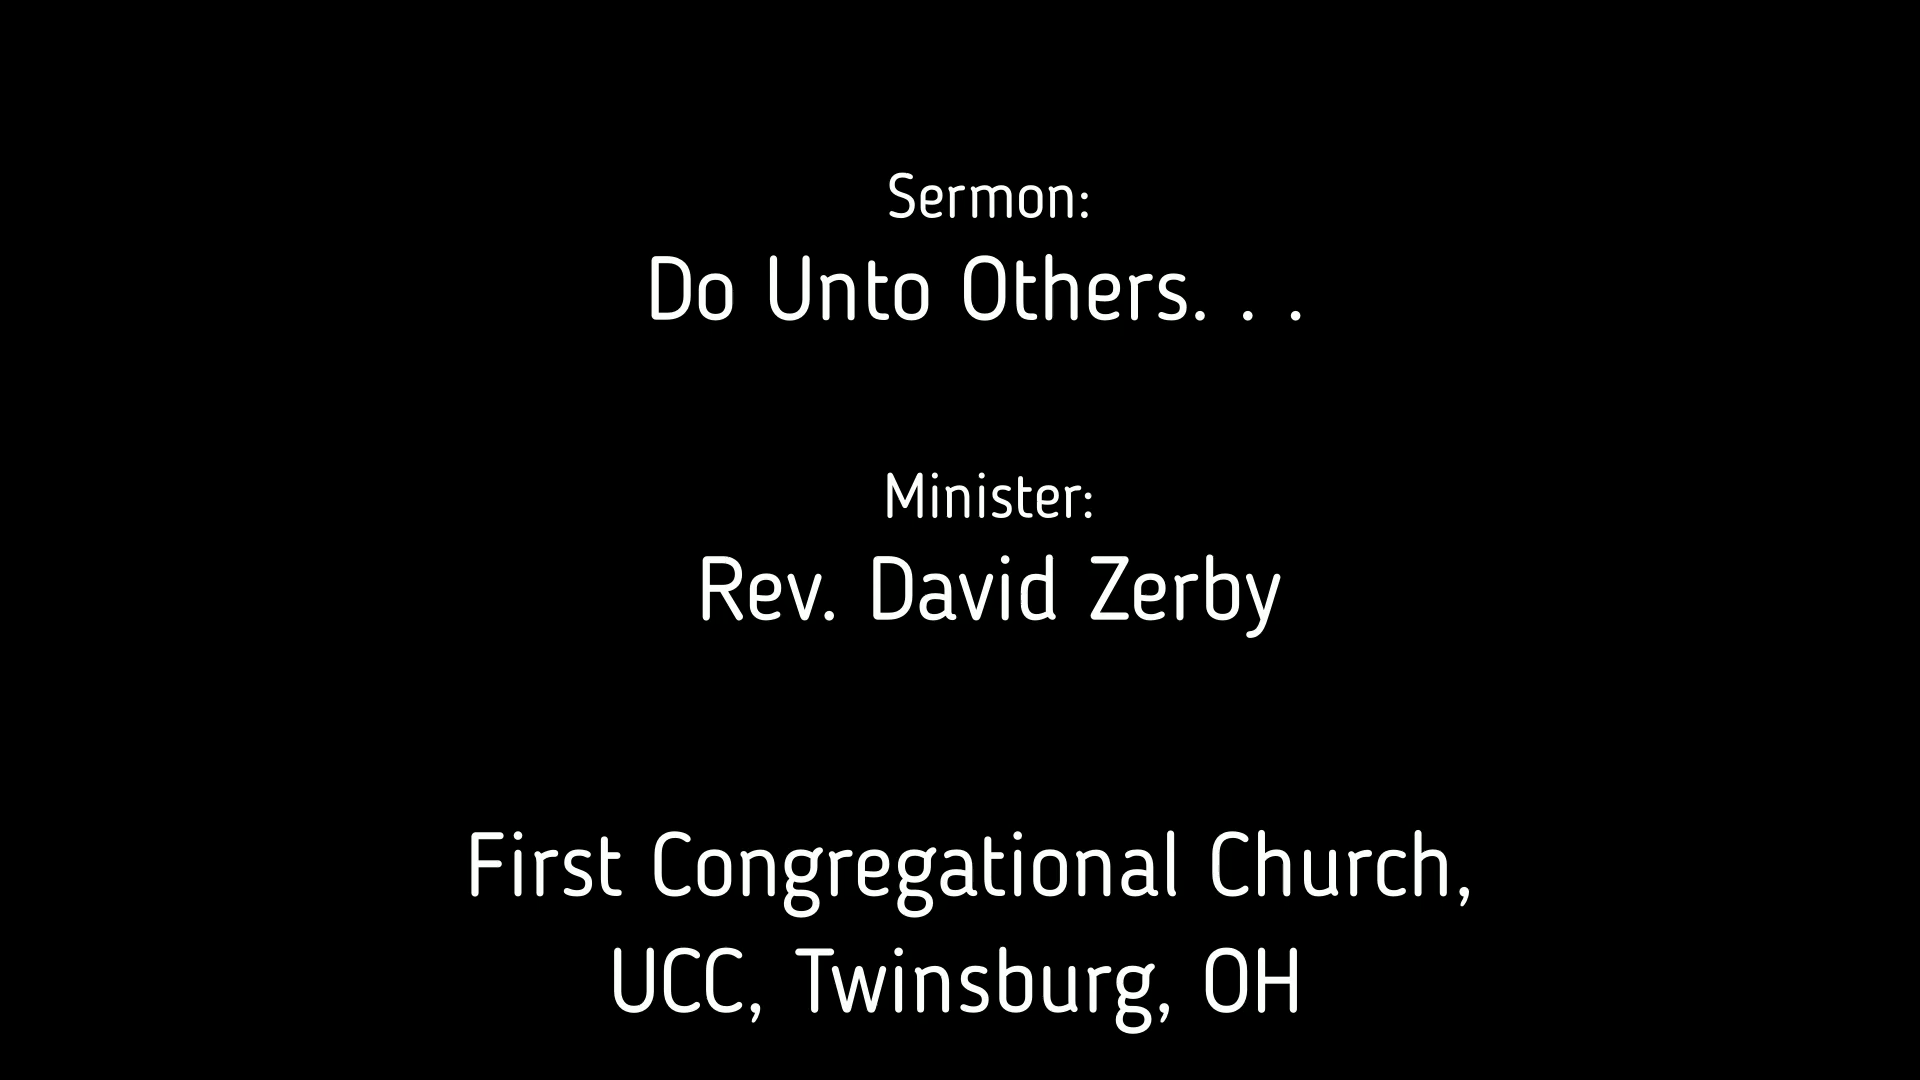 Sermon:
Do Unto Others. . .
Minister:
Rev. David Zerby
First Congregational Church,
UCC, Twinsburg, OH